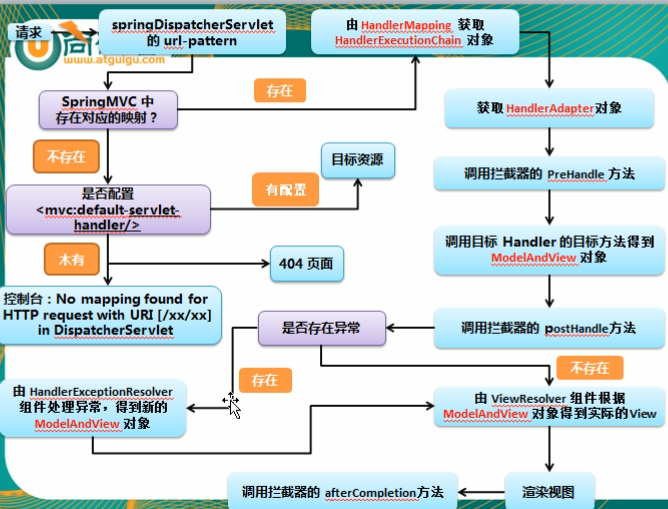 请求
springDispatcherServlet
的 url-pattern
由 HandlerMapping 获取
HandlerExecutionChain 对象
www.atguigu.com
SpringMVC 中
存在对应的映射？
存在
获取 HandlerAdapter对象
不存在
目标资源
调用拦截器的 PreHandle 方法
是否配置
<mvc:default-servlet-
handler/>
有配置
调用目标 Handler 的目标方法得到
ModelAndView 对象
木有
404 页面
控制台：No mapping found for
HTTP request with URI [/xx/xx]
in DispatcherServlet
是否存在异常
调用拦截器的 postHandle方法
不存在
存在
由 HandlerExceptionResolver
组件处理异常，得到新的
ModelAndView 对象
由 ViewResolver 组件根据
ModelAndView 对象得到实际的View
调用拦截器的 afterCompletion方法
渲染视图